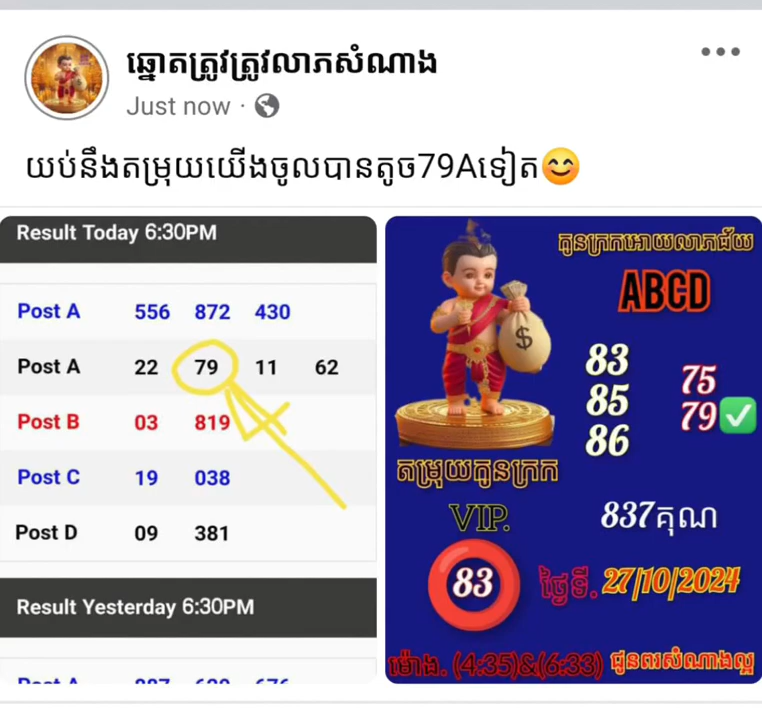 ឆ្នោតត្រូវត្រូវលាភសំណាង
Just now ·
យប់នឹងតម្រុយយើងចូលបានតូច79Aទៀត😊
Result Today 6:30PM
Post A 556 872 430
Post A 22 79 11 62
Post B 03 819
Post C 19 038
Post D 09 381
Result Yesterday 6:30PM
កូនក្រកអោយលាភជ័យ
ABCD
$
83
85
86
75
79✅
តម្រុយកូនក្រក
VIP.
837គុណ
83
ថ្ងៃទី. 27/10/2024
ម៉ោង. (4:35)&(6:33) ជូនពរសំណាងល្អ